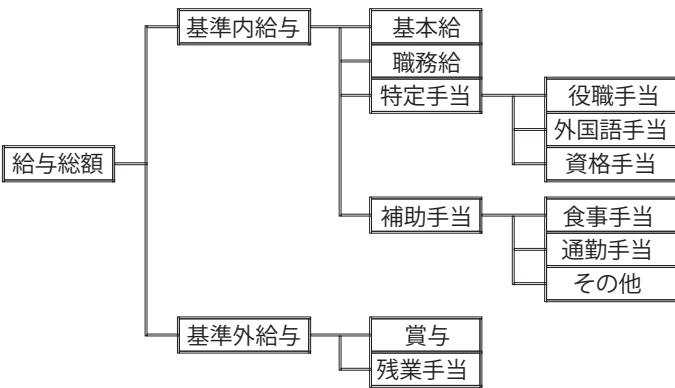 給与総額
基準内給与
基本給
職務給
特定手当
役職手当
外国語手当
資格手当
補助手当
食事手当
通勤手当
その他
基準外給与
賞与
残業手当